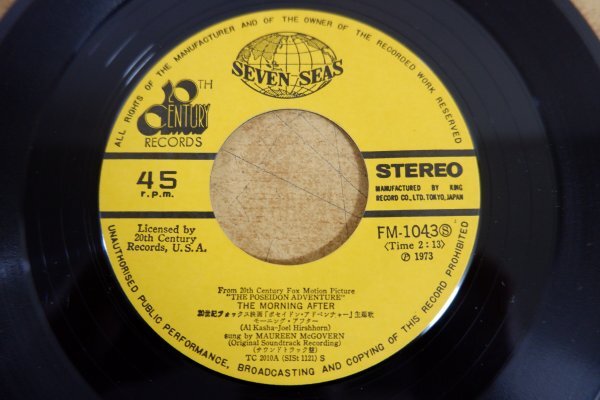 ALL RIGHTS OF THE MANUFACTURER AND OF THE OWNER OF THE RECORDED WORK RESERVED
SEVEN SEAS
20TH
CENTURY
RECORDS
45
r.p.m.
STEREO
MANUFACTURED BY KING
RECORD CO., LTD. TOKYO, JAPAN
Licensed by
20th Century
Records, U.S.A.
FM-1043Ⓢ
〈Time 2:13〉
Ⓟ 1973
From 20th Century Fox Motion Picture
"THE POSEIDON ADVENTURE"
THE MORNING AFTER
20世紀フォックス映画『ポセイドン・アドベンチャー』主題歌
モーニング・アフター
(Al Kasha-Joel Hirshhorn)
sung by MAUREEN McGOVERN
(Original Soundtrack Recording)
(サウンドトラック盤)
TC 2010A (SISt 1121) S
UNAUTHORISED PUBLIC PERFORMANCE, BROADCASTING AND COPYING OF THIS RECORD PROHIBITED